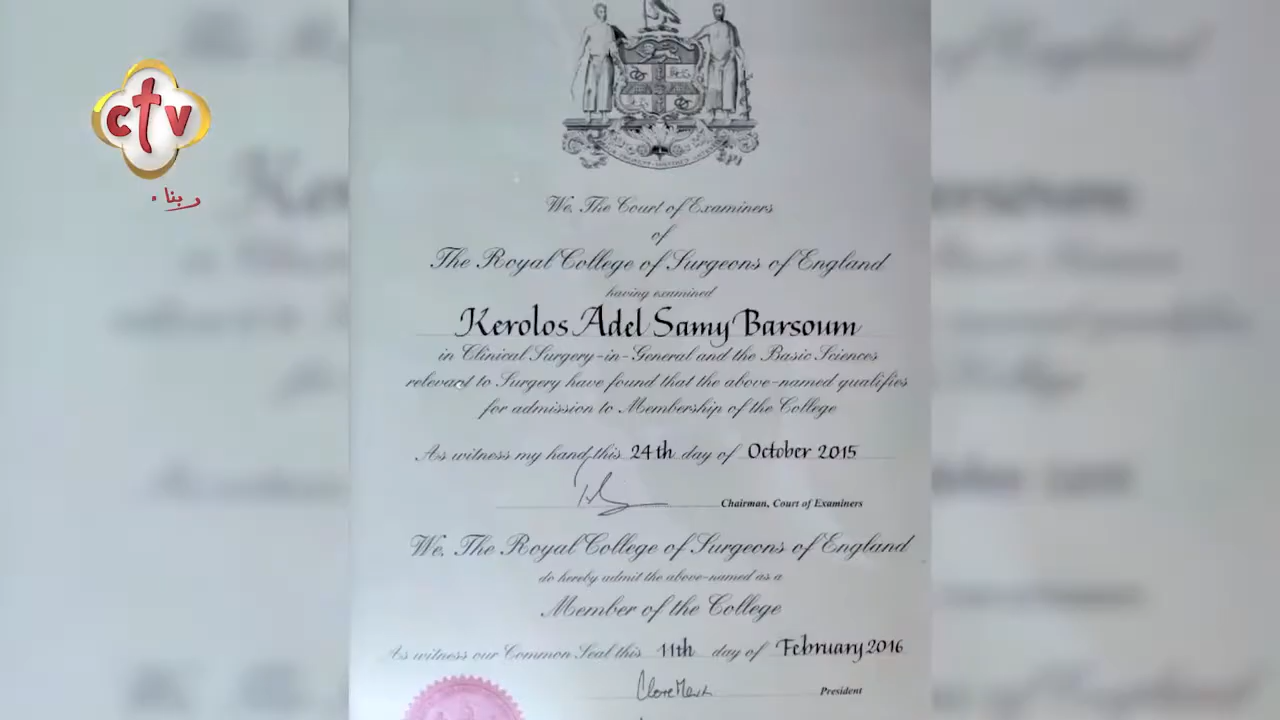 CTV
ربنا
We, The Court of Examiners
of
The Royal College of Surgeons of England
having examined
Kerolos Adel Samy Barsoum
in Clinical Surgery-in-General and the Basic Sciences
relevant to Surgery have found that the above-named qualifies
for admission to Membership of the College
As witness my hand this 24th day of October 2015
Chairman, Court of Examiners
We, The Royal College of Surgeons of England
do hereby admit the above-named as a
Member of the College
As witness our Common Seal this 11th day of February 2016
President